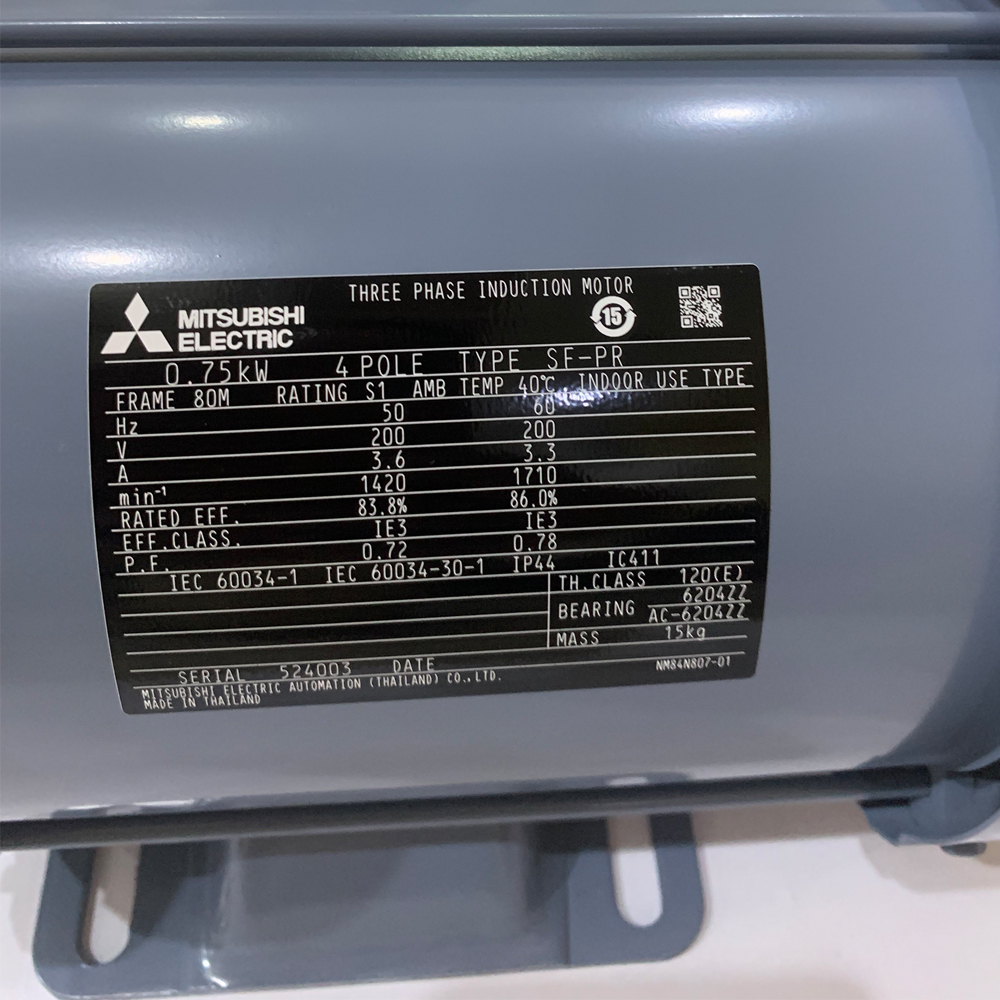 THREE PHASE INDUCTION MOTOR
MITSUBISHI
ELECTRIC
15
0.75kW 4 POLE TYPE SF-PR
FRAME 80M RATING S1 AMB TEMP 40℃ INDOOR USE TYPE
Hz 50 60
V 200 200
A 3.6 3.3
min⁻¹ 1420 1710
RATED EFF. 83.8% 86.0%
EFF.CLASS. IE3 IE3
P.F. 0.72 0.78
IEC 60034-1 IEC 60034-30-1 IP44 IC411
TH.CLASS 120(E)
BEARING 6204ZZ
AC-6204ZZ
MASS 15kg
SERIAL 524003 DATE
NM84N807-01
MITSUBISHI ELECTRIC AUTOMATION (THAILAND) CO.,LTD.
MADE IN THAILAND